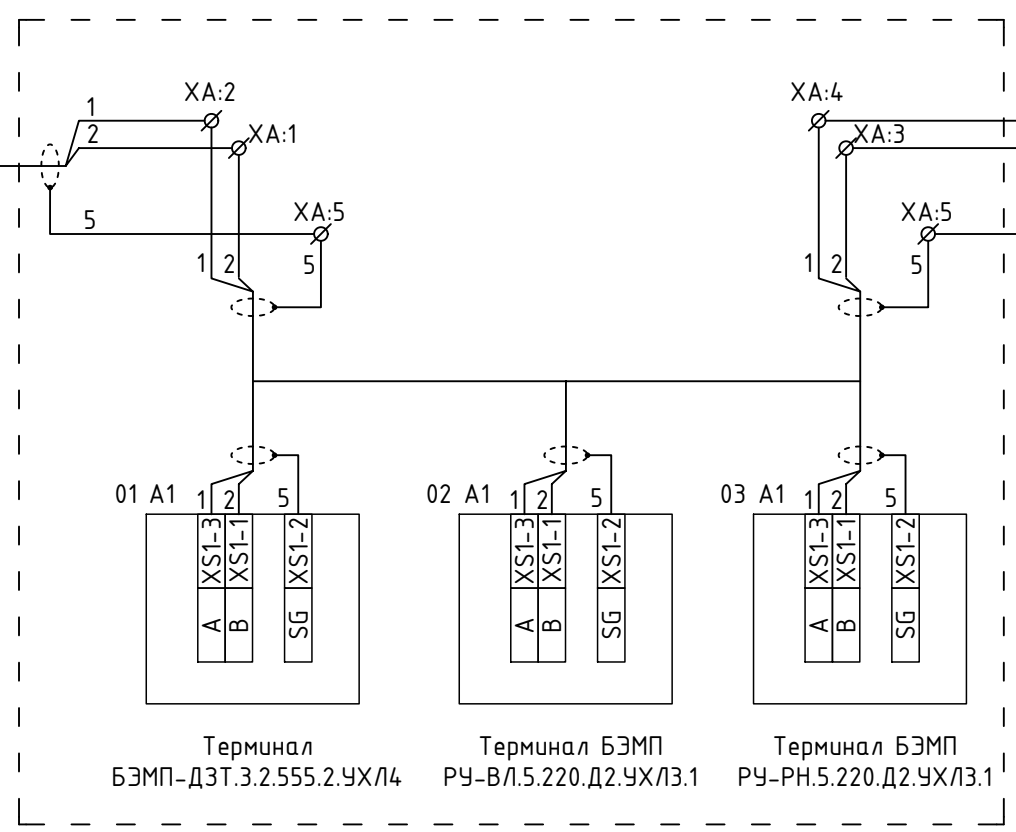 XA:2
1
XA:1
2
XA:5
5
1 2 5
XA:4
XA:3
XA:5
1 2 5
01 A1 1 2 5
XS1-3 XS1-1 XS1-2
A B SG
Терминал
БЭМП-ДЗТ.3.2.555.2.УХЛ4
02 A1 1 2 5
XS1-3 XS1-1 XS1-2
A B SG
Терминал БЭМП
РУ-ВЛ.5.220.Д2.УХЛ3.1
03 A1 1 2 5
XS1-3 XS1-1 XS1-2
A B SG
Терминал БЭМП
РУ-РН.5.220.Д2.УХЛ3.1